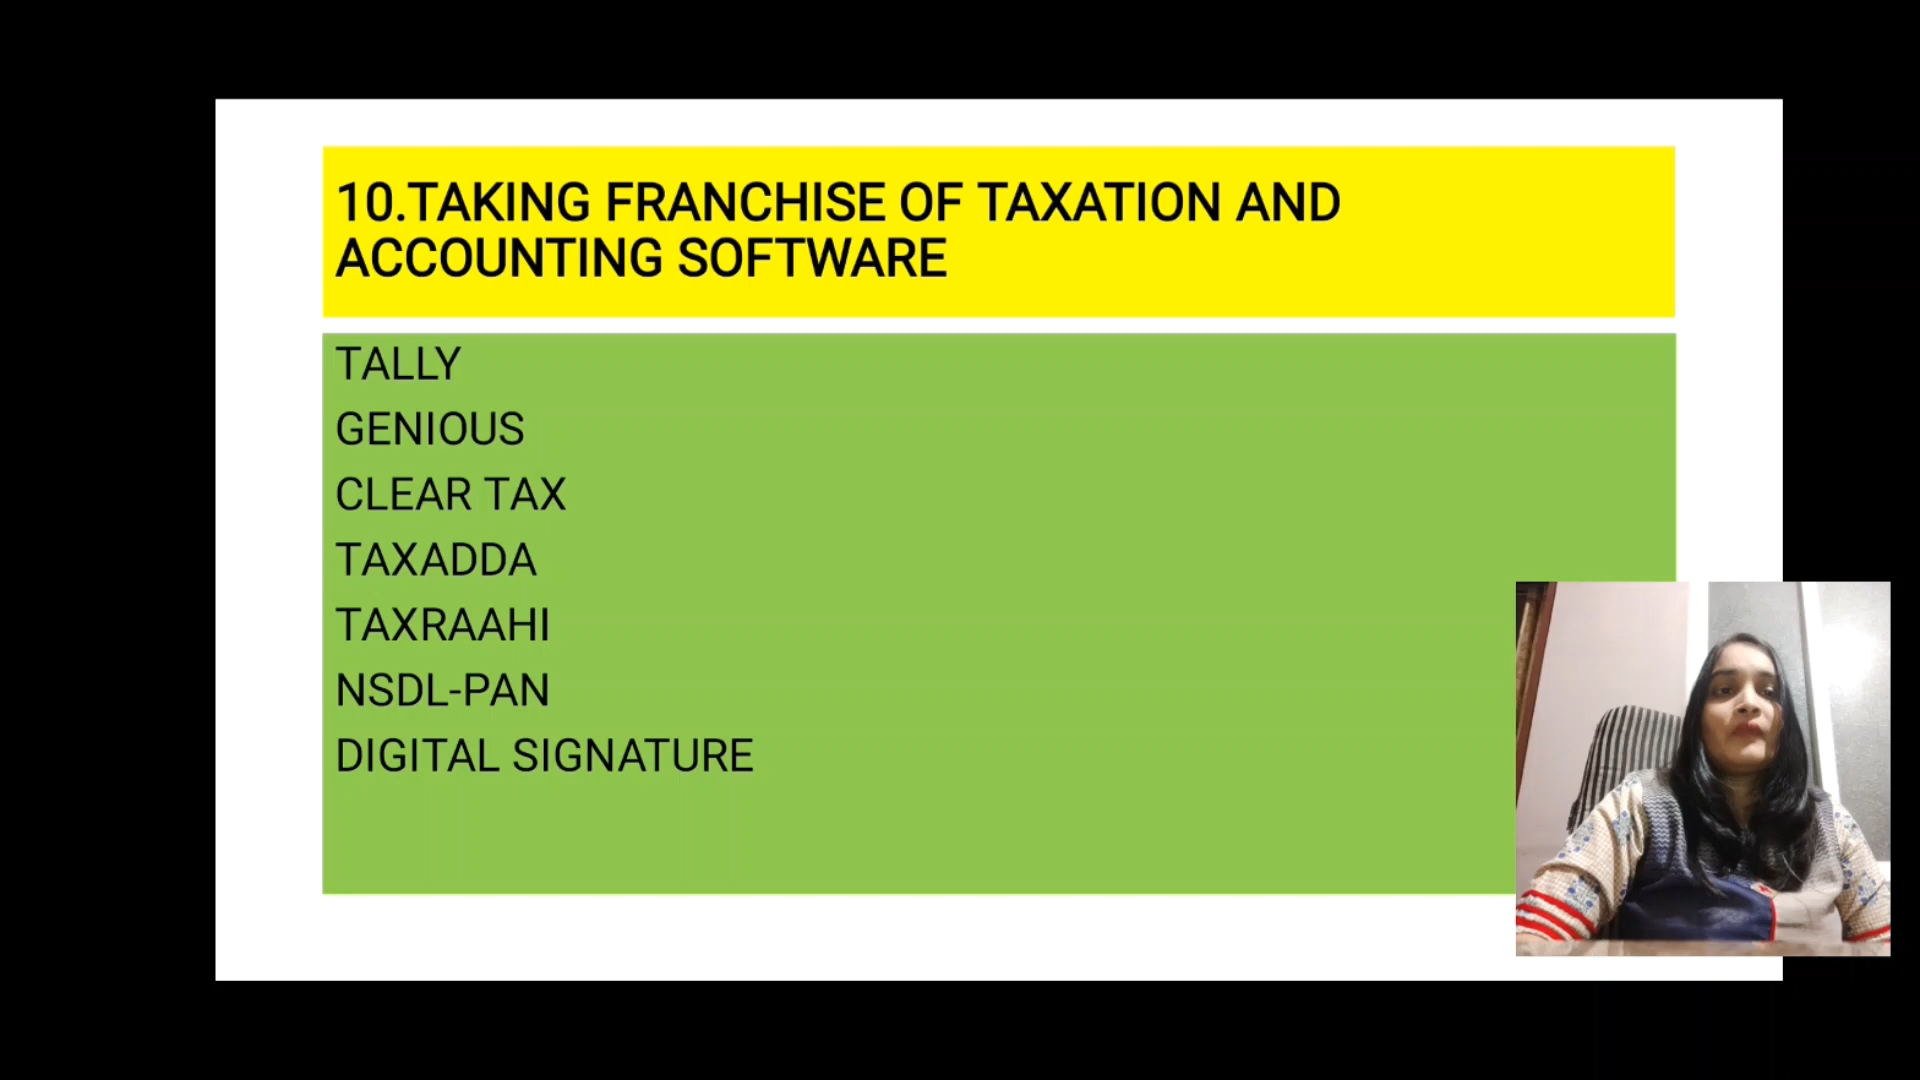 10.TAKING FRANCHISE OF TAXATION AND
ACCOUNTING SOFTWARE
TALLY
GENIOUS
CLEAR TAX
TAXADDA
TAXRAAHI
NSDL-PAN
DIGITAL SIGNATURE